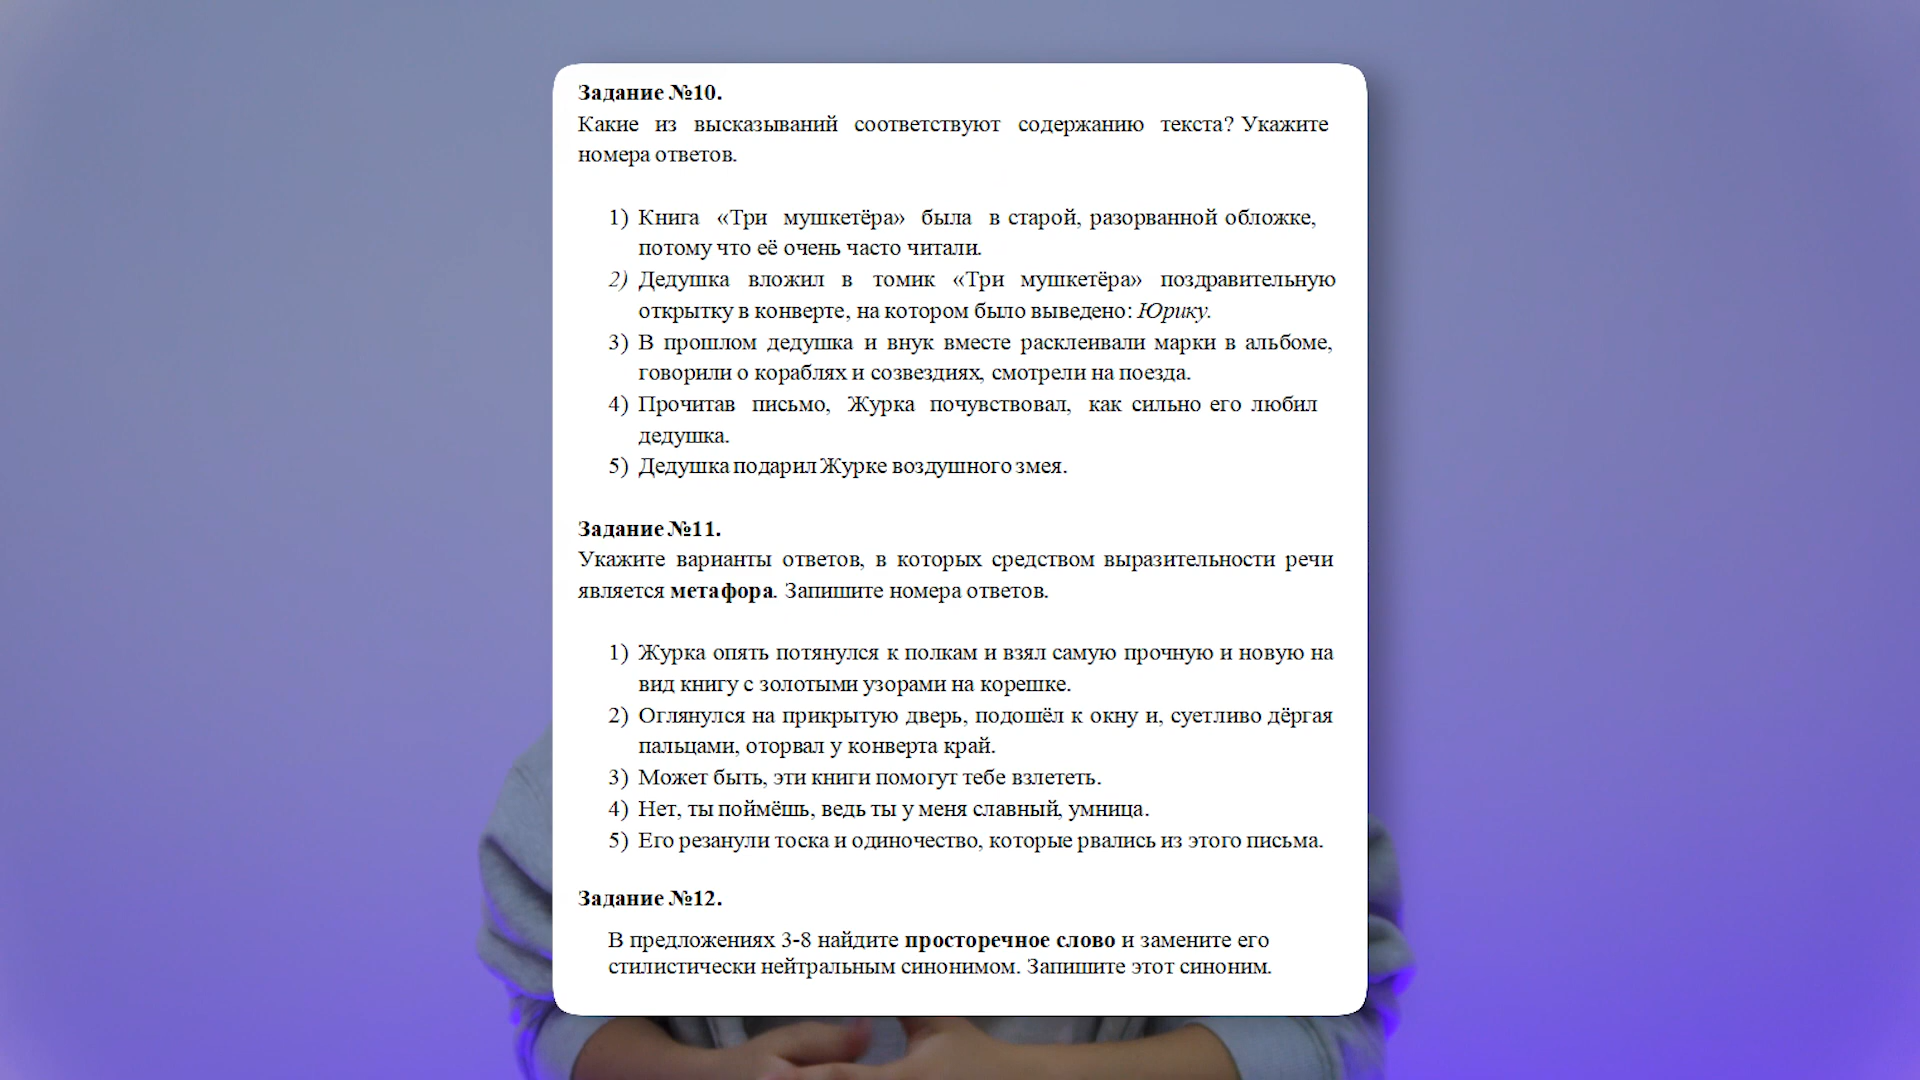 Задание №10.
Какие из высказываний соответствуют содержанию текста? Укажите
номера ответов.
1) Книга «Три мушкетёра» была в старой, разорванной обложке,
потому что её очень часто читали.
2) Дедушка вложил в томик «Три мушкетёра» поздравительную
открытку в конверте, на котором было выведено: Юрику.
3) В прошлом дедушка и внук вместе расклеивали марки в альбоме,
говорили о кораблях и созвездиях, смотрели на поезда.
4) Прочитав письмо, Журка почувствовал, как сильно его любил
дедушка.
5) Дедушка подарил Журке воздушного змея.
Задание №11.
Укажите варианты ответов, в которых средством выразительности речи
является метафора. Запишите номера ответов.
1) Журка опять потянулся к полкам и взял самую прочную и новую на
вид книгу с золотыми узорами на корешке.
2) Оглянулся на прикрытую дверь, подошёл к окну и, суетливо дёргая
пальцами, оторвал у конверта край.
3) Может быть, эти книги помогут тебе взлететь.
4) Нет, ты поймёшь, ведь ты у меня славный, умница.
5) Его резанули тоска и одиночество, которые рвались из этого письма.
Задание №12.
В предложениях 3-8 найдите просторечное слово и замените его
стилистически нейтральным синонимом. Запишите этот синоним.